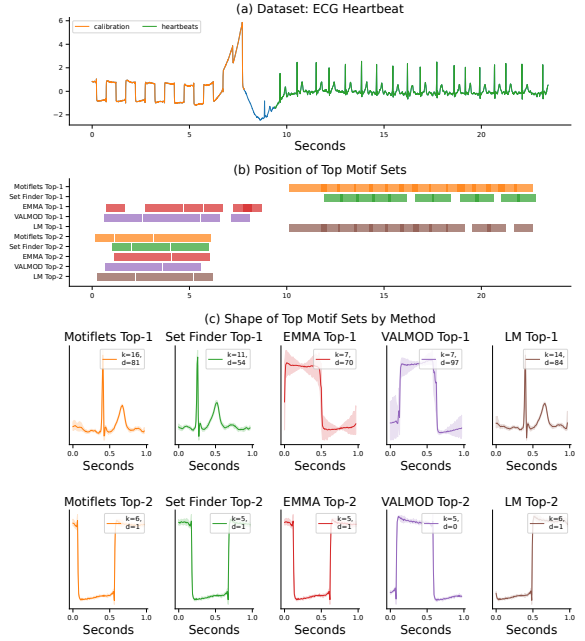 (a) Dataset: ECG Heartbeat
calibration heartbeats
6
4
2
0
−2
0 5 10 15 20
Seconds
(b) Position of Top Motif Sets
Motiflets Top-1
Set Finder Top-1
EMMA Top-1
VALMOD Top-1
LM Top-1
Motiflets Top-2
Set Finder Top-2
EMMA Top-2
VALMOD Top-2
LM Top-2
0 5 10 15 20
(c) Shape of Top Motif Sets by Method
Motiflets Top-1 Set Finder Top-1 EMMA Top-1 VALMOD Top-1 LM Top-1
k=16, k=11, k=7, k=7, k=14,
d=81 d=54 d=70 d=97 d=84
0.0 0.5 1.0 0.0 0.5 1.0 0.0 0.5 1.0 0.0 0.5 1.0 0.0 0.5 1.0
Seconds Seconds Seconds Seconds Seconds
Motiflets Top-2 Set Finder Top-2 EMMA Top-2 VALMOD Top-2 LM Top-2
k=6, k=5, k=5, k=5, k=6,
d=1 d=1 d=1 d=0 d=1
0.0 0.5 1.0 0.0 0.5 1.0 0.0 0.5 1.0 0.0 0.5 1.0 0.0 0.5 1.0
Seconds Seconds Seconds Seconds Seconds